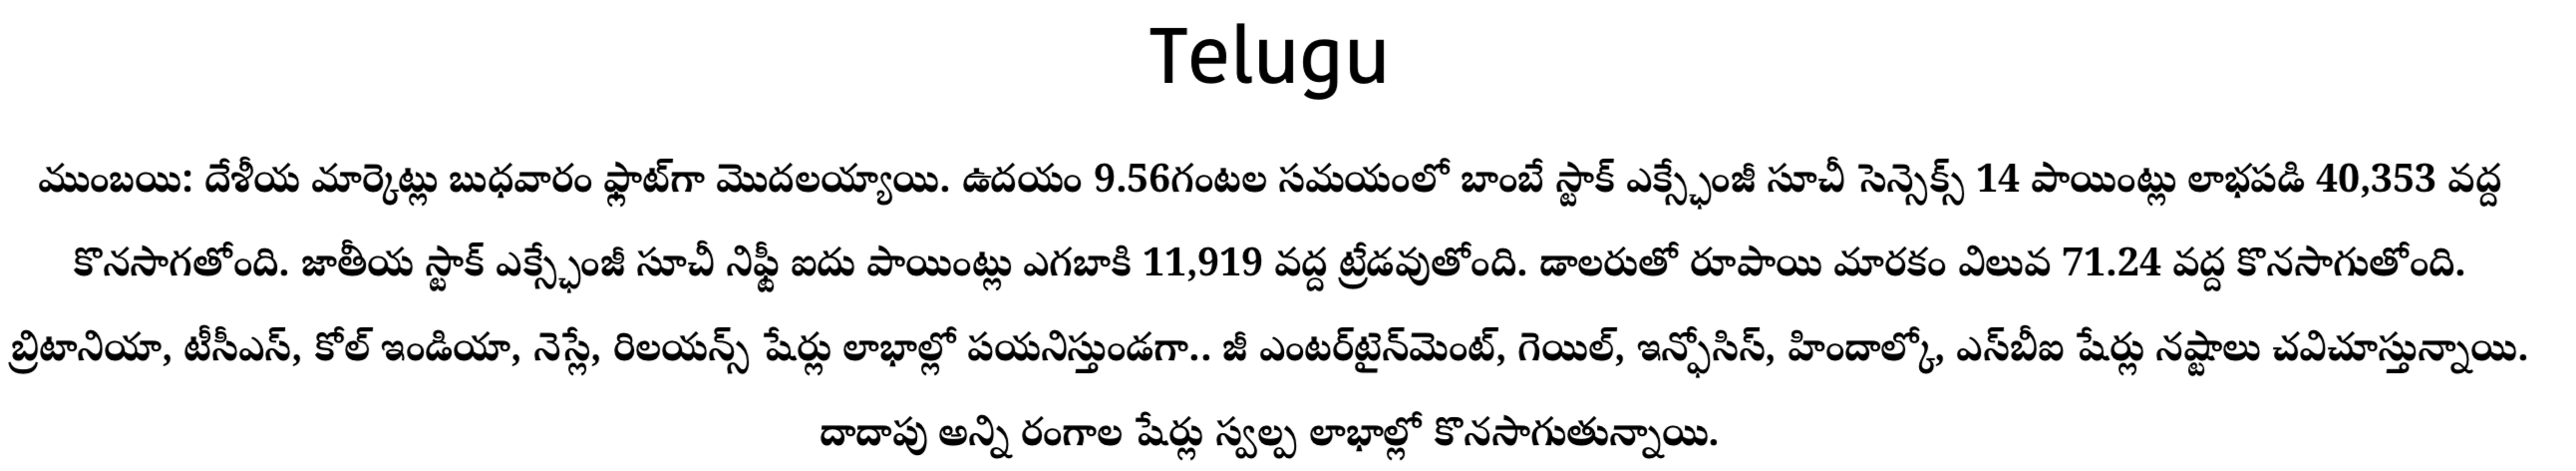 Telugu
ముంబయి: దేశీయ మార్కెట్లు బుధవారం ఫ్లాట్‌గా మొదలయ్యాయి. ఉదయం 9.56గంటల సమయంలో బాంబే స్టాక్ ఎక్స్ఛేంజీ సూచీ సెన్సెక్స్ 14 పాయింట్లు లాభపడి 40,353 వద్ద
కొనసాగతోంది. జాతీయ స్టాక్ ఎక్స్ఛేంజీ సూచీ నిఫ్టీ ఐదు పాయింట్లు ఎగబాకి 11,919 వద్ద ట్రేడవుతోంది. డాలరుతో రూపాయి మారకం విలువ 71.24 వద్ద కొనసాగుతోంది.
బ్రిటానియా, టీసీఎస్, కోల్ ఇండియా, నెస్లే, రిలయన్స్ షేర్లు లాభాల్లో పయనిస్తుండగా.. జీ ఎంటర్‌టైన్‌మెంట్, గెయిల్, ఇన్ఫోసిస్, హిందాల్కో, ఎస్‌బీఐ షేర్లు నష్టాలు చవిచూస్తున్నాయి.
దాదాపు అన్ని రంగాల షేర్లు స్వల్ప లాభాల్లో కొనసాగుతున్నాయి.